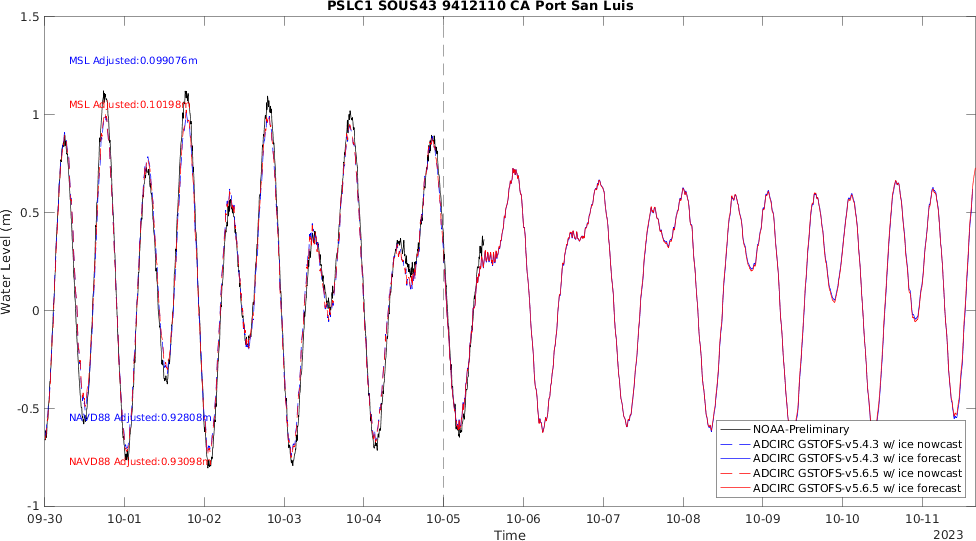 PSLC1 SOUS43 9412110 CA Port San Luis
1.5
MSL Adjusted:0.099076m
MSL Adjusted:0.10198m
1
0.5
Water Level (m)
0
-0.5
NAVD88 Adjusted:0.92808m
NAVD88 Adjusted:0.93098m
-1
NOAA-Preliminary
ADCIRC GSTOFS-v5.4.3 w/ ice nowcast
ADCIRC GSTOFS-v5.4.3 w/ ice forecast
ADCIRC GSTOFS-v5.6.5 w/ ice nowcast
ADCIRC GSTOFS-v5.6.5 w/ ice forecast
09-30 10-01 10-02 10-03 10-04 10-05 10-06 10-07 10-08 10-09 10-10 10-11
Time
2023